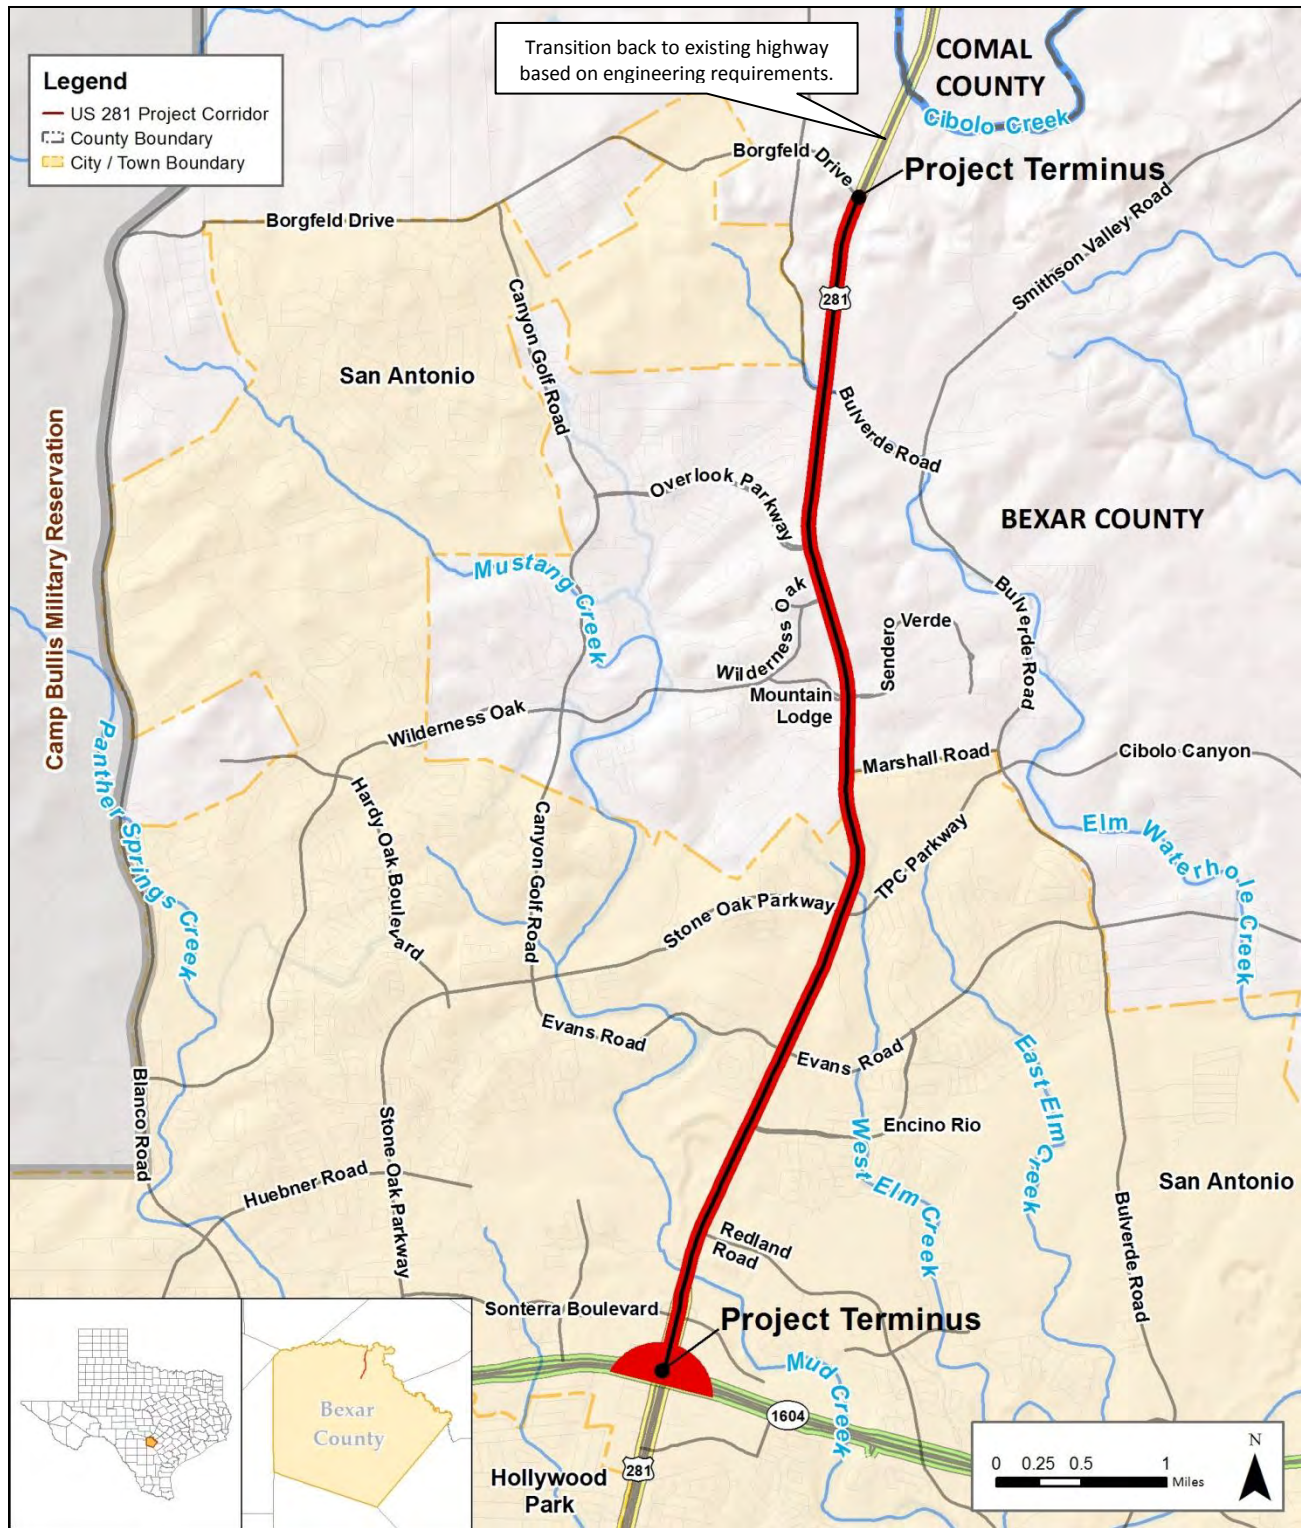 Transition back to existing highway
based on engineering requirements.
COMAL
COUNTY
Cibolo Creek
Legend
US 281 Project Corridor
County Boundary
City / Town Boundary
Borgfeld Drive
Project Terminus
Borgfeld Drive
Smithson Valley Road
281
Canyon Golf Road
San Antonio
Bulverde Road
Overlook Parkway
BEXAR COUNTY
Camp Bullis Military Reservation
Mustang Creek
Wilderness Oak
Bulverde Road
Sendero
Verde
Mountain
Lodge
Wilderness Oak
Marshall Road
Cibolo Canyon
Panther Springs Creek
Hardy Oak Boulevard
Canyon Golf Road
TPC Parkway
Elm Waterhole Creek
Stone Oak Parkway
Evans Road
Evans Road
East Elm Creek
Blanco Road
Stone Oak Parkway
Encino Rio
West Elm Creek
Huebner Road
San Antonio
Bulverde Road
Redland
Road
Sonterra Boulevard
Project Terminus
Mud Creek
1604
Bexar
County
281
Hollywood
Park
N
0 0.25 0.5 1
Miles